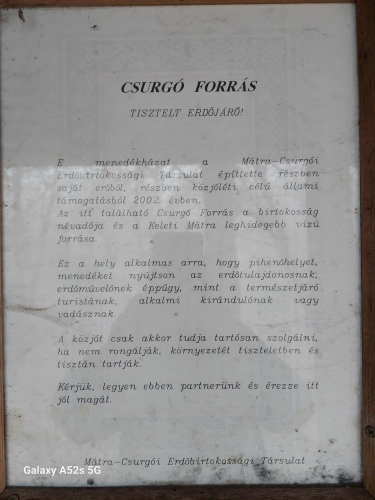 CSURGÓ FORRÁS
TISZTELT ERDŐJÁRÓ!
E menedékházat a Mátra-Csurgói
Erdőbirtokossági Társulat építtette részben
saját erőből, részben közjóléti célú állami
támogatásból 2002. évben.
Az itt található Csurgó Forrás a birtokosság
névadója és a Keleti Mátra leghidegebb vizű
forrása.
Ez a hely alkalmas arra, hogy pihenőhelyet,
menedéket nyújtson az erdőtulajdonosnak,
erdőművelőnek éppúgy, mint a természetjáró
turistának, alkalmi kirándulónak vagy
vadásznak.
A közjót csak akkor tudja tartósan szolgálni,
ha nem rongálják, környezetét tiszteletben és
tisztán tartják.
Kérjük, legyen ebben partnerünk és érezze itt
jól magát.
Mátra-Csurgói Erdőbirtokossági Társulat
Galaxy A52s 5G